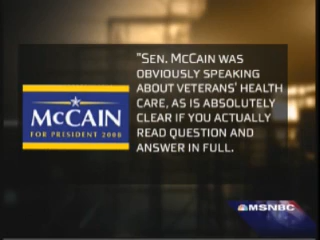 "SEN. MCCAIN WAS
OBVIOUSLY SPEAKING
ABOUT VETERANS' HEALTH
CARE, AS IS ABSOLUTELY
CLEAR IF YOU ACTUALLY
READ QUESTION AND
ANSWER IN FULL.
MCCAIN
FOR PRESIDENT 2008
MSNBC